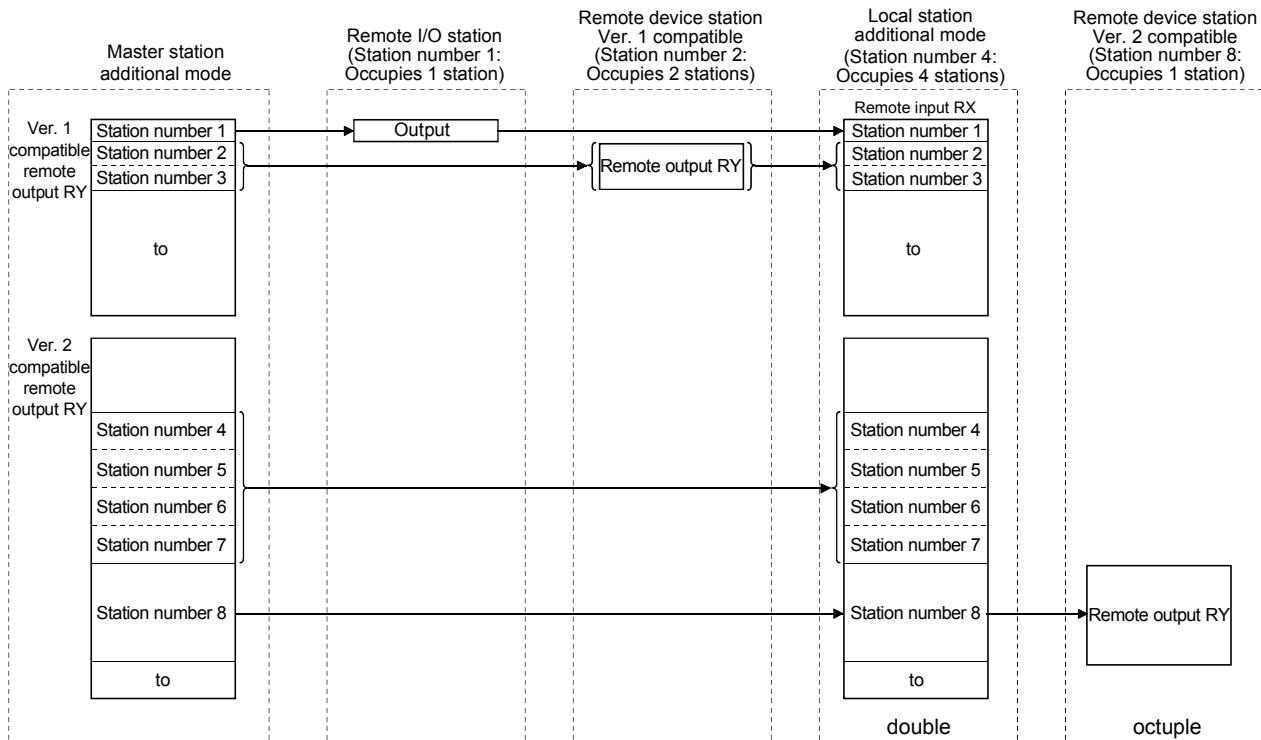 Master station
additional mode
Remote I/O station
(Station number 1:
Occupies 1 station)
Remote device station
Ver. 1 compatible
(Station number 2:
Occupies 2 stations)
Local station
additional mode
(Station number 4:
Occupies 4 stations)
Remote device station
Ver. 2 compatible
(Station number 8:
Occupies 1 station)
Ver. 1
compatible
remote
output RY
Station number 1
Station number 2
Station number 3
to
Output
Remote output RY
Remote input RX
Station number 1
Station number 2
Station number 3
to
Ver. 2
compatible
remote
output RY
Station number 4
Station number 5
Station number 6
Station number 7
Station number 8
to
Station number 4
Station number 5
Station number 6
Station number 7
Station number 8
to
Remote output RY
double
octuple